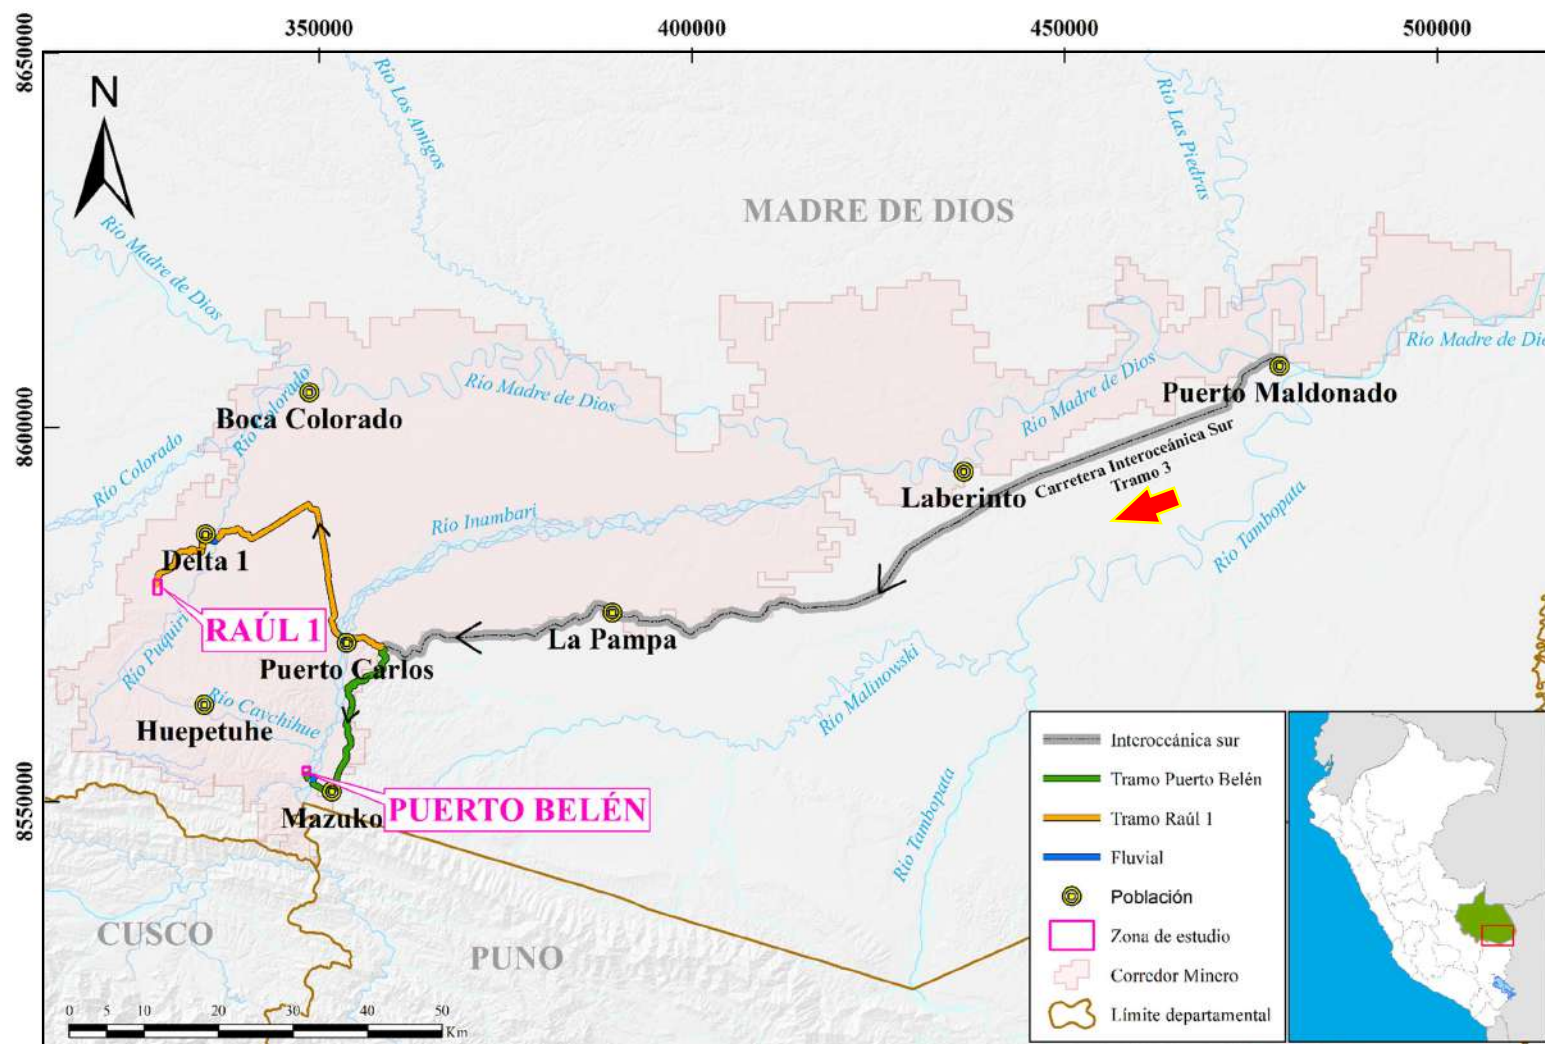 350000
400000
450000
500000
8650000
8600000
8550000
N
Río Los Amigos
Río Las Piedras
MADRE DE DIOS
Río Madre de Dios
Río Madre de Dio
Puerto Maldonado
Río Madre de Dios
Río Madre de Dios
Río Colorado
Boca Colorado
Río Colorado
Carretera Interoceánica Sur
Tramo 3
Laberinto
Río Inambari
Río Tambopata
Delta 1
RAÚL 1
La Pampa
Puerto Carlos
Río Puquiri
Río Malinowski
Río Caychihue
Huepetuhe
PUERTO BELÉN
Mazuko
Río Tambopata
CUSCO
PUNO
0 5 10 20 30 40 50
Km
Interoceánica sur
Tramo Puerto Belén
Tramo Raúl 1
Fluvial
Población
Zona de estudio
Corredor Minero
Límite departamental